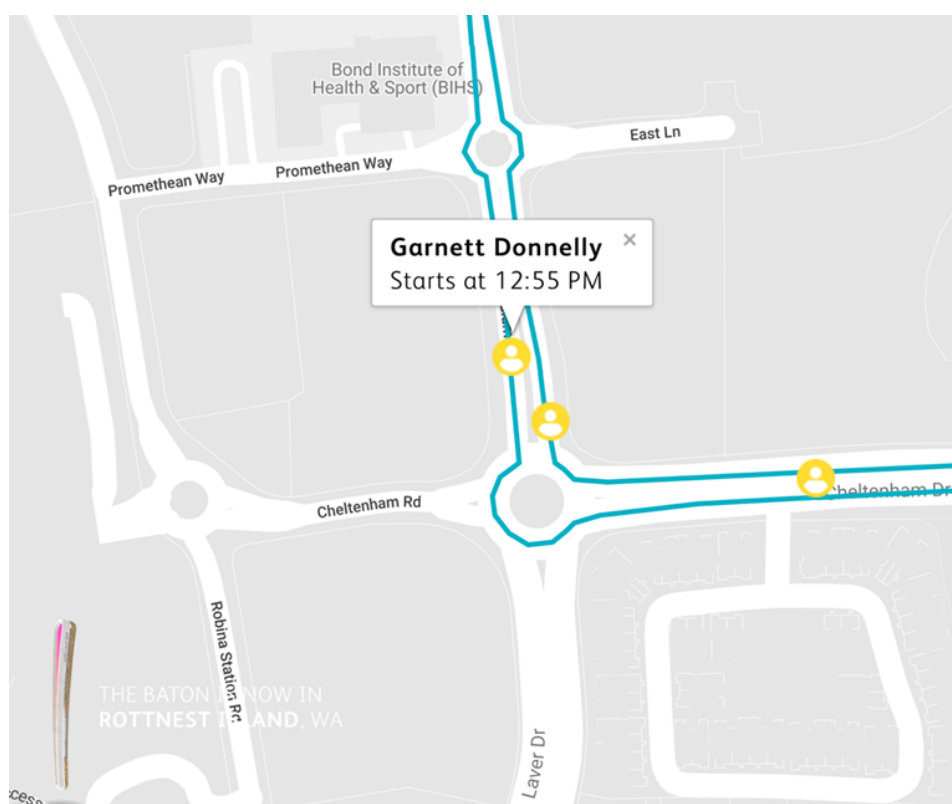 Bond Institute of
Health & Sport (BIHS)
East Ln
Promethean Way
Promethean Way
Garnett Donnelly ×
Starts at 12:55 PM
Cheltenham Rd
Cheltenham Dr
Robina Station Rd
THE BATON IS NOW IN
ROTTNEST ISLAND, WA
Laver Dr